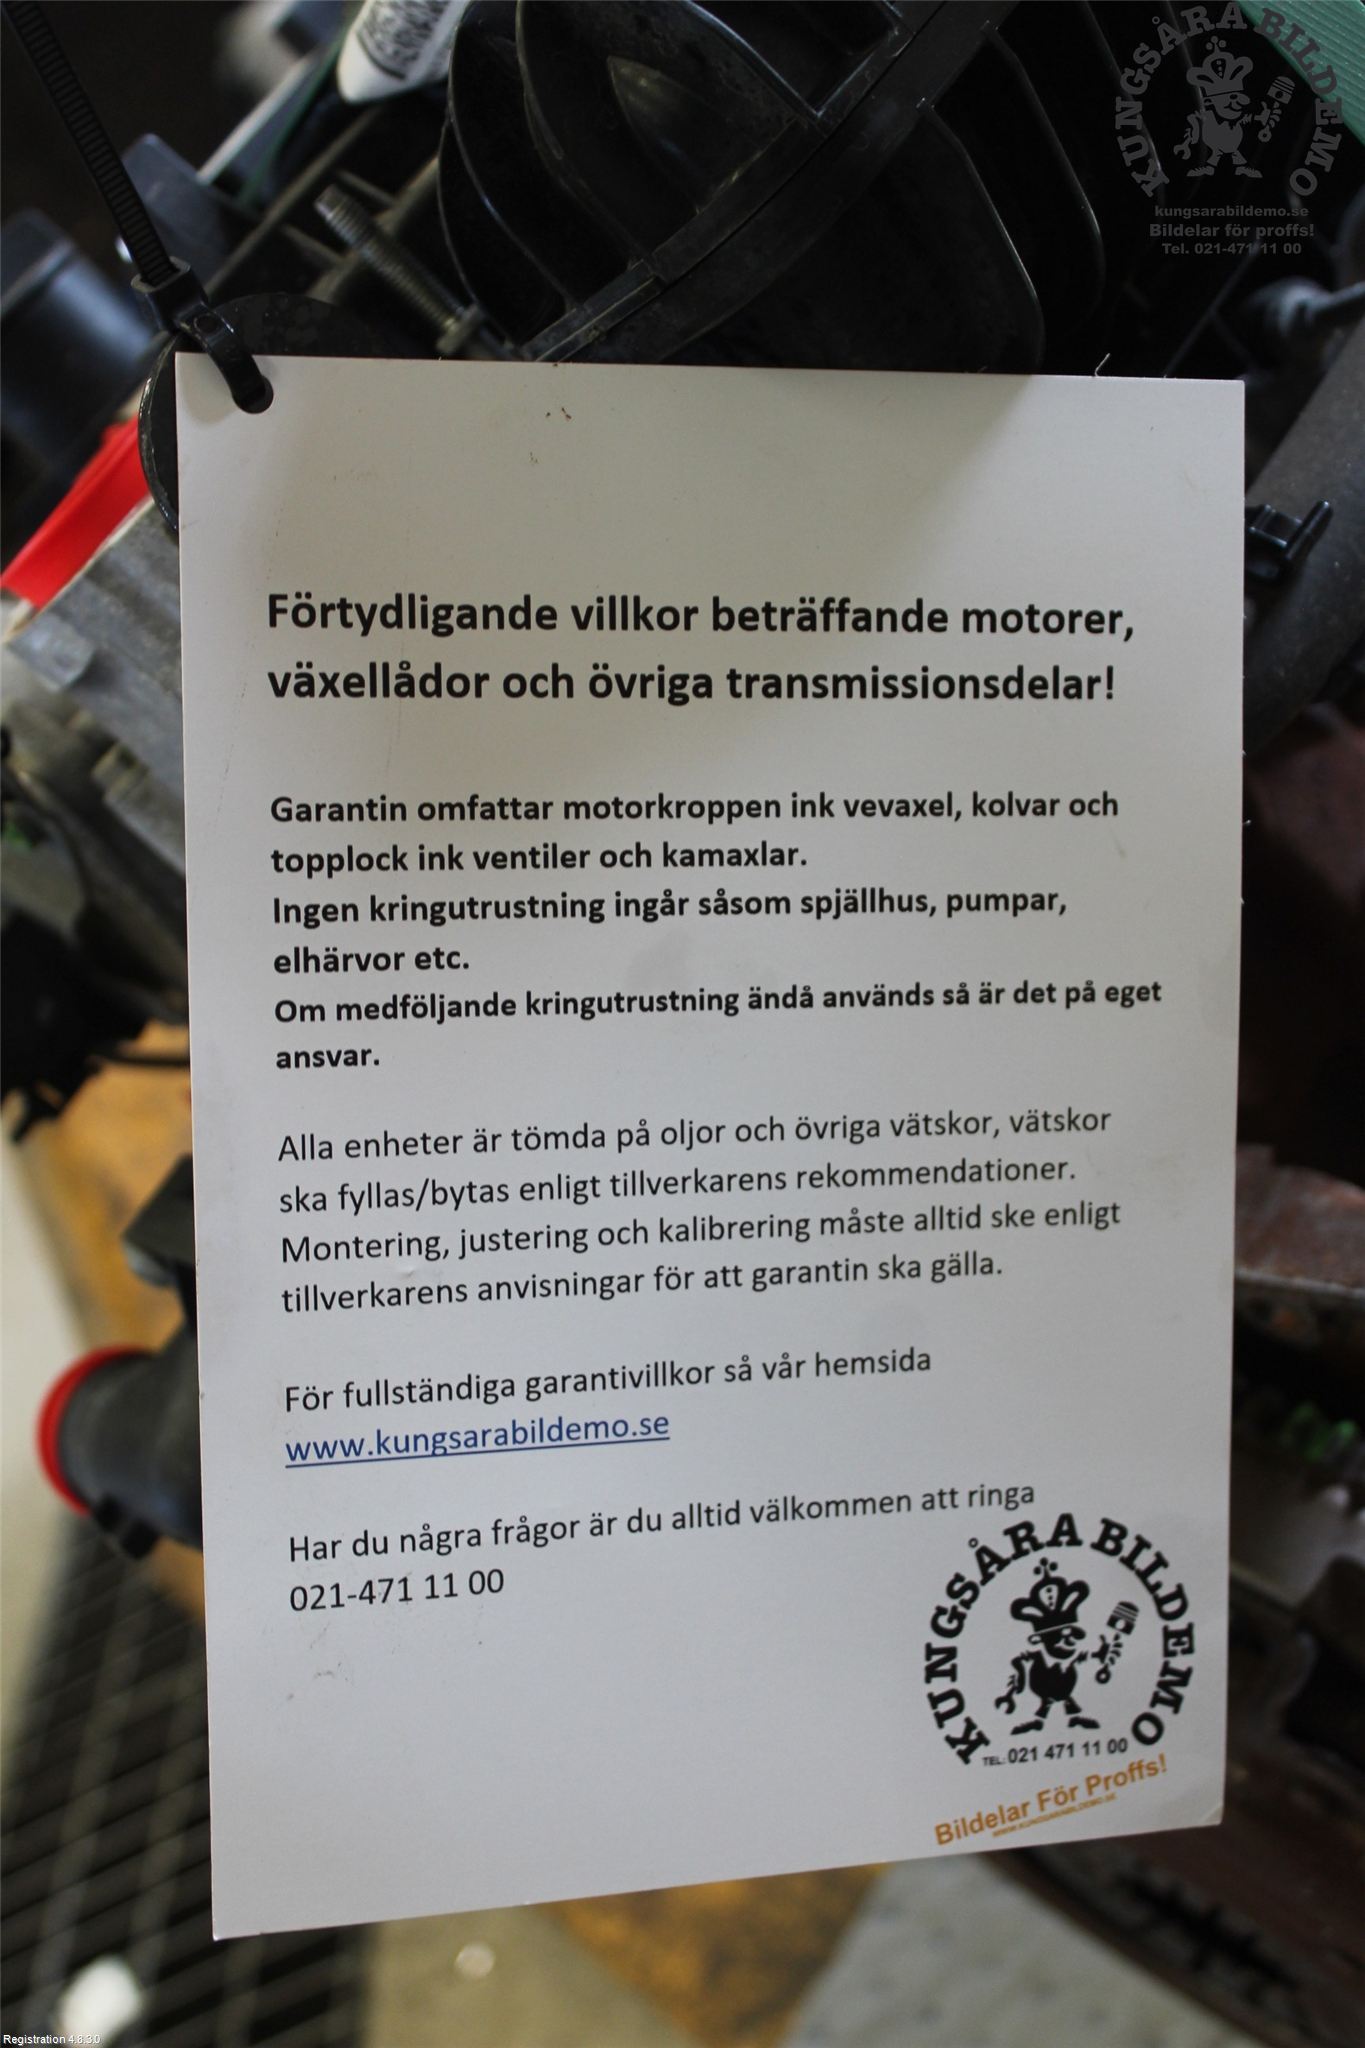 KUNGSÅRA BILDEMO
kungsarabildemo.se
Bildelar för proffs!
Tel. 021-471 11 00
Förtydligande villkor beträffande motorer,
växellådor och övriga transmissionsdelar!
Garantin omfattar motorkroppen ink vevaxel, kolvar och
topplock ink ventiler och kamaxlar.
Ingen kringutrustning ingår såsom spjällhus, pumpar,
elhärvor etc.
Om medföljande kringutrustning ändå används så är det på eget
ansvar.
Alla enheter är tömda på oljor och övriga vätskor, vätskor
ska fyllas/bytas enligt tillverkarens rekommendationer.
Montering, justering och kalibrering måste alltid ske enligt
tillverkarens anvisningar för att garantin ska gälla.
För fullständiga garantivillkor så vår hemsida
www.kungsarabildemo.se
Har du några frågor är du alltid välkommen att ringa
021-471 11 00
KUNGSÅRA BILDEMO
TEL: 021 471 11 00
Bildelar För Proffs!
WWW.KUNGSARABILDEMO.SE
Registration 4.8.3.0